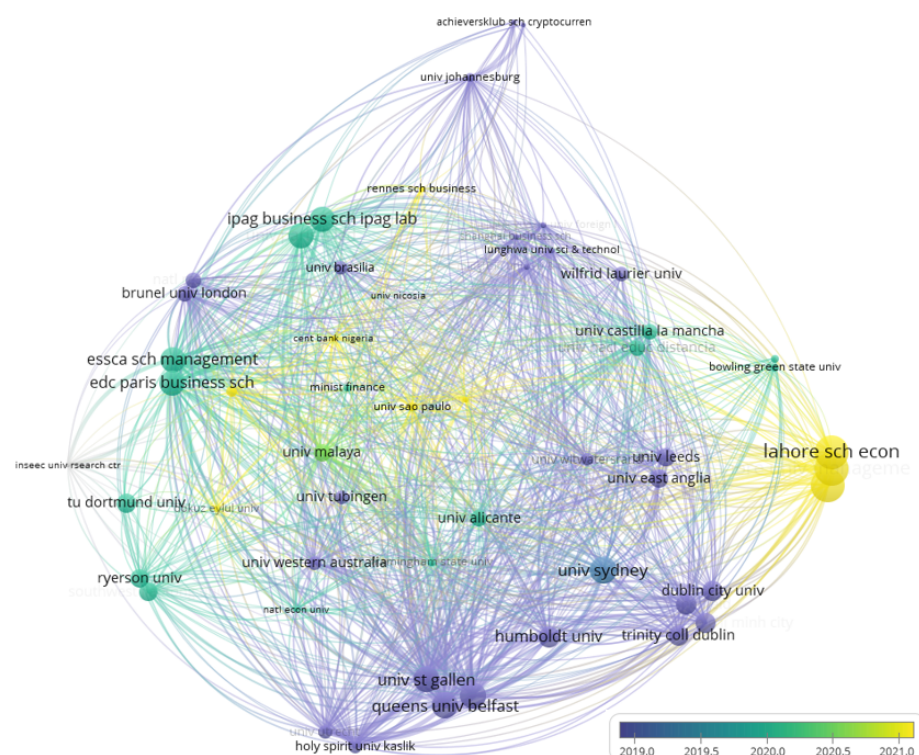 achieversklub sch cryptocurren
univ johannesburg
rennes sch business
ipag business sch ipag lab
lunghwa univ sci & technol
univ brasilia
wilfrid laurier univ
brunel univ london
univ nicosia
univ castilla la mancha
cent bank nigeria
essca sch management
bowling green state univ
edc paris business sch
minist finance
univ sao paulo
lahore sch econ
univ malaya
univ leeds
inseec univ rsearch ctr
univ east anglia
univ tubingen
tu dortmund univ
dokuz eylul univ
univ alicante
univ western australia
univ sydney
ryerson univ
dublin city univ
natl econ univ
minh city
humboldt univ
trinity coll dublin
univ st gallen
queens univ belfast
holy spirit univ kaslik
2019.0 2019.5 2020.0 2020.5 2021.0